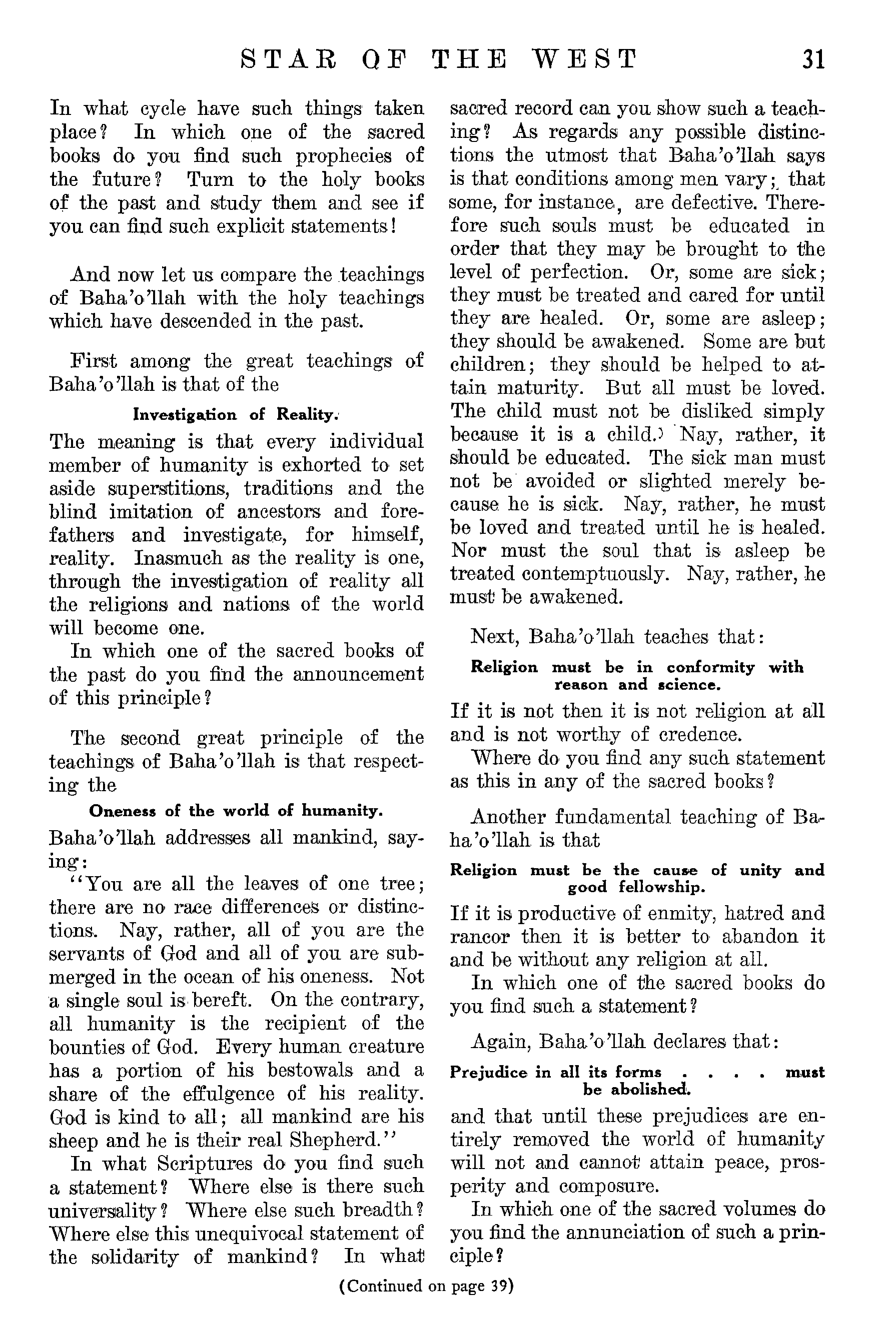 STAR OF THE WEST 31
In what cycle have such things taken
place? In which one of the sacred
books do you find such prophecies of
the future? Turn to the holy books
of the past and study them and see if
you can find such explicit statements!
And now let us compare the teachings
of Baha'o'llah with the holy teachings
which have descended in the past.
First among the great teachings of
Baha'o'llah is that of the
Investigation of Reality.
The meaning is that every individual
member of humanity is exhorted to set
aside superstitions, traditions and the
blind imitation of ancestors and fore-
fathers and investigate, for himself,
reality. Inasmuch as the reality is one,
through the investigation of reality all
the religions and nations of the world
will become one.
In which one of the sacred books of
the past do you find the announcement
of this principle?
The second great principle of the
teachings of Baha'o'llah is that respect-
ing the
Oneness of the world of humanity.
Baha'o'llah addresses all mankind, say-
ing:
"You are all the leaves of one tree;
there are no race differences or distinc-
tions. Nay, rather, all of you are the
servants of God and all of you are sub-
merged in the ocean of his oneness. Not
a single soul is bereft. On the contrary,
all humanity is the recipient of the
bounties of God. Every human creature
has a portion of his bestowals and a
share of the effulgence of his reality.
God is kind to all; all mankind are his
sheep and he is their real Shepherd."
In what Scriptures do you find such
a statement? Where else is there such
universality? Where else such breadth?
Where else this unequivocal statement of
the solidarity of mankind? In what
sacred record can you show such a teach-
ing? As regards any possible distinc-
tions the utmost that Baha'o'llah says
is that conditions among men vary; that
some, for instance, are defective. There-
fore such souls must be educated in
order that they may be brought to the
level of perfection. Or, some are sick;
they must be treated and cared for until
they are healed. Or, some are asleep;
they should be awakened. Some are but
children; they should be helped to at-
tain maturity. But all must be loved.
The child must not be disliked simply
because it is a child. Nay, rather, it
should be educated. The sick man must
not be avoided or slighted merely be-
cause he is sick. Nay, rather, he must
be loved and treated until he is healed.
Nor must the soul that is asleep be
treated contemptuously. Nay, rather, he
must be awakened.
Next, Baha'o'llah teaches that:
Religion must be in conformity with
reason and science.
If it is not then it is not religion at all
and is not worthy of credence.
Where do you find any such statement
as this in any of the sacred books?
Another fundamental teaching of Ba-
ha'o'llah is that
Religion must be the cause of unity and
good fellowship.
If it is productive of enmity, hatred and
rancor then it is better to abandon it
and be without any religion at all.
In which one of the sacred books do
you find such a statement?
Again, Baha'o'llah declares that:
Prejudice in all its forms . . . . must
be abolished.
and that until these prejudices are en-
tirely removed the world of humanity
will not and cannot attain peace, pros-
perity and composure.
In which one of the sacred volumes do
you find the annunciation of such a prin-
ciple?
(Continued on page 39)